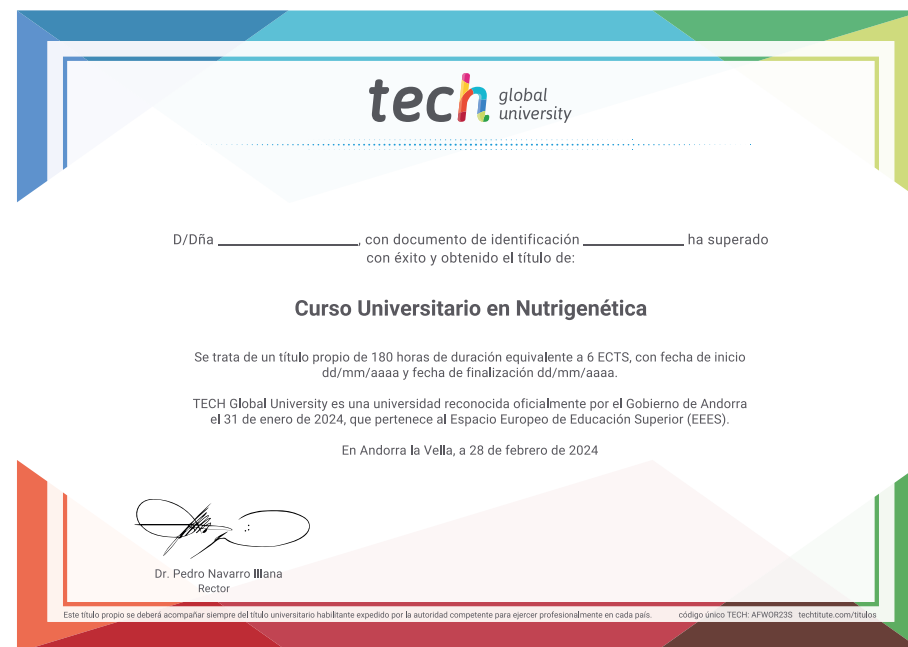 tech global university
D/Dña ____________________, con documento de identificación ______________ ha superado
con éxito y obtenido el título de:
Curso Universitario en Nutrigenética
Se trata de un título propio de 180 horas de duración equivalente a 6 ECTS, con fecha de inicio
dd/mm/aaaa y fecha de finalización dd/mm/aaaa.
TECH Global University es una universidad reconocida oficialmente por el Gobierno de Andorra
el 31 de enero de 2024, que pertenece al Espacio Europeo de Educación Superior (EEES).
En Andorra la Vella, a 28 de febrero de 2024
Dr. Pedro Navarro Illana
Rector
Este título propio se deberá acompañar siempre del título universitario habilitante expedido por la autoridad competente para ejercer profesionalmente en cada país. código único TECH: AFWOR23S techtitute.com/titulos